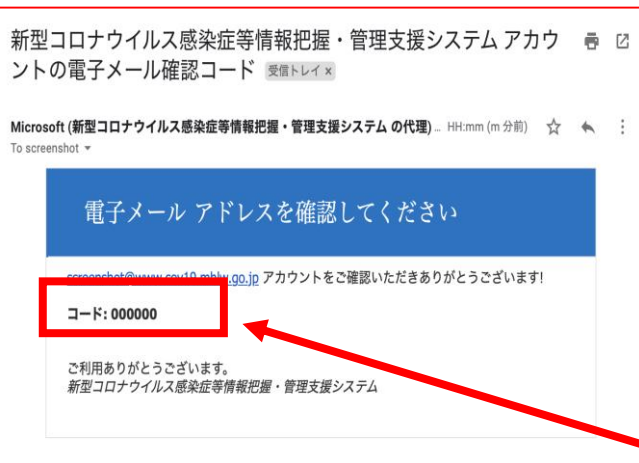 新型コロナウイルス感染症等情報把握・管理支援システム アカウ
ントの電子メール確認コード 受信トレイ ×
Microsoft (新型コロナウイルス感染症等情報把握・管理支援システム の代理) .. HH:mm (m 分前)
To screenshot
電子メール アドレスを確認してください
screenshot@www.cov19.mhlw.go.jp アカウントをご確認いただきありがとうございます!
コード: 000000
ご利用ありがとうございます。
新型コロナウイルス感染症等情報把握・管理支援システム